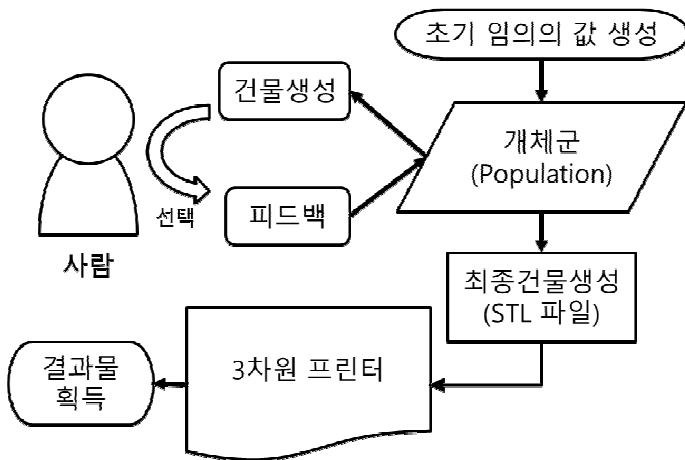 초기 임의의 값 생성
건물생성
개체군
(Population)
선택
피드백
사람
최종건물생성
(STL 파일)
3차원 프린터
결과물
획득